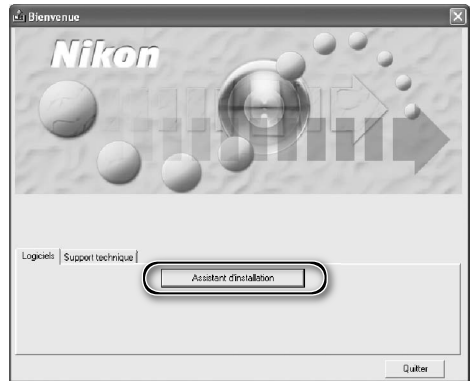 Bienvenue
Nikon
Logiciels Support technique
Assistant d'installation
Quitter